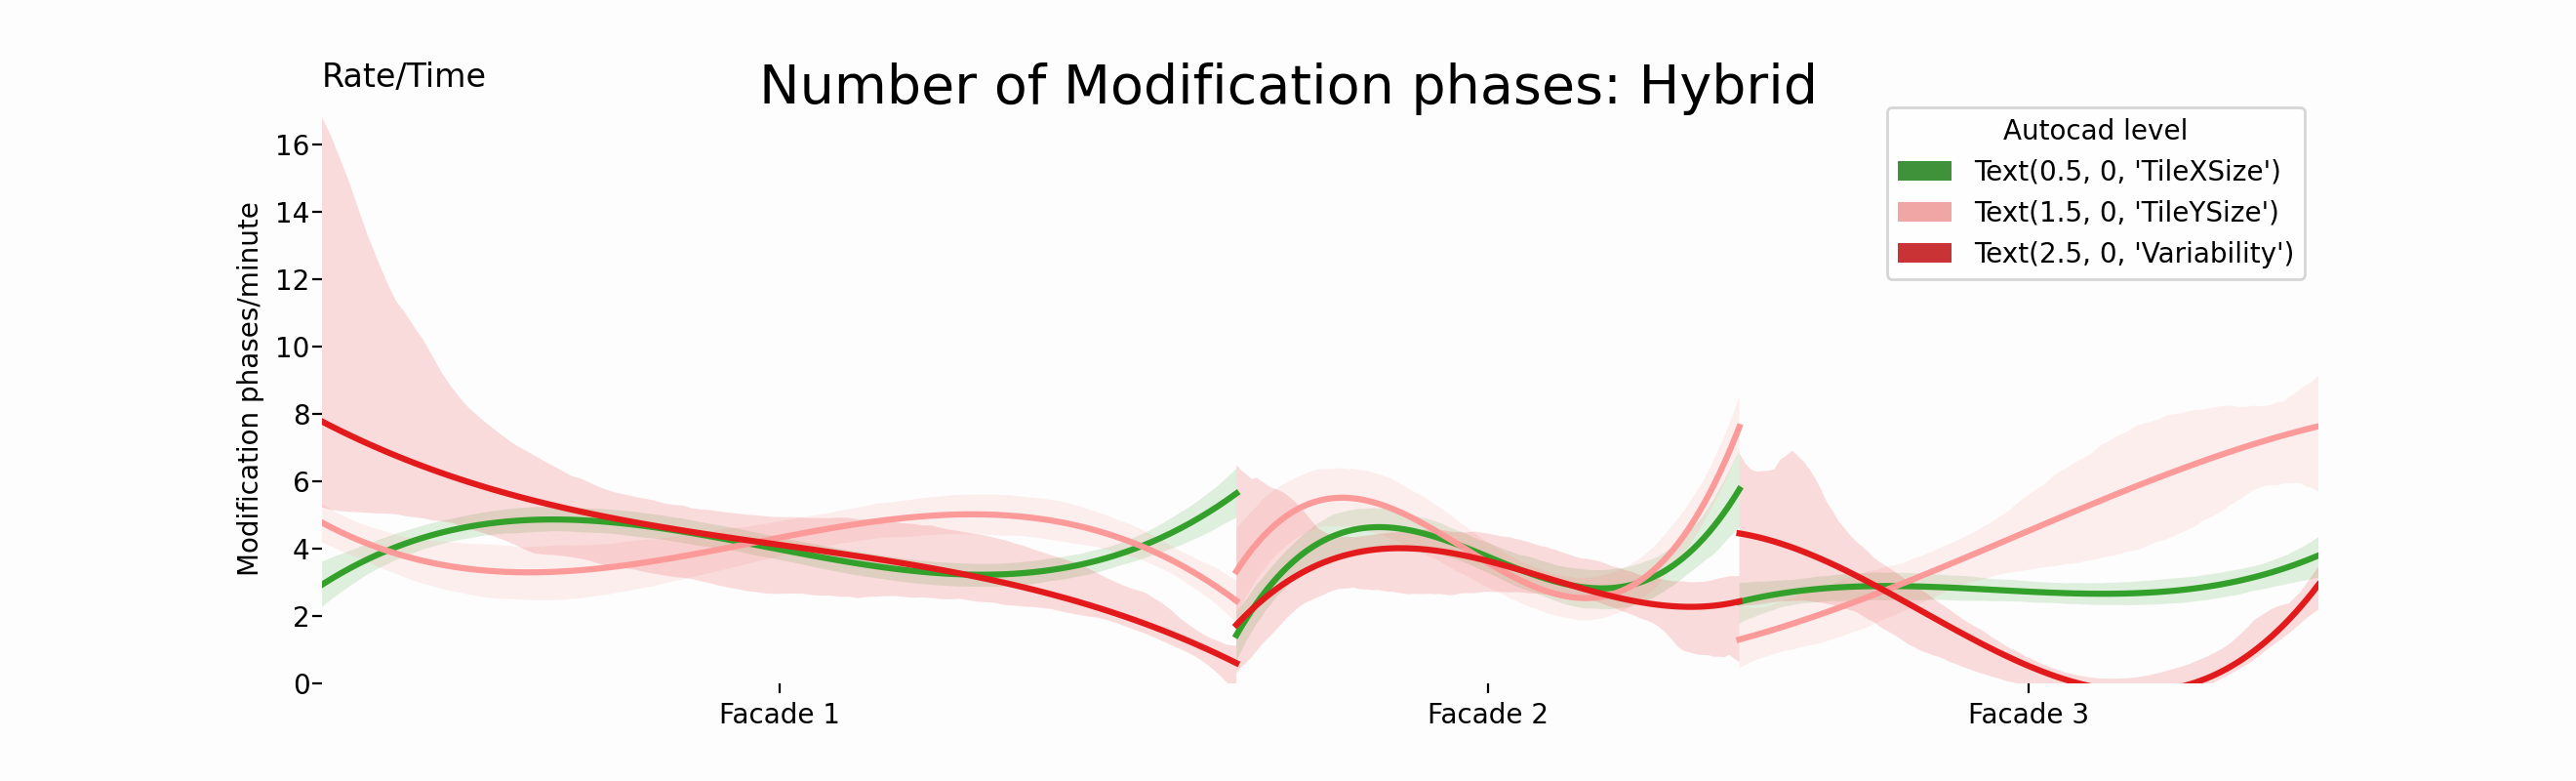 Rate/Time
Number of Modification phases: Hybrid
Autocad level
Text(0.5, 0, 'TileXSize')
Text(1.5, 0, 'TileYSize')
Text(2.5, 0, 'Variability')
Modification phases/minute
16
14
12
10
8
6
4
2
0
Facade 1
Facade 2
Facade 3